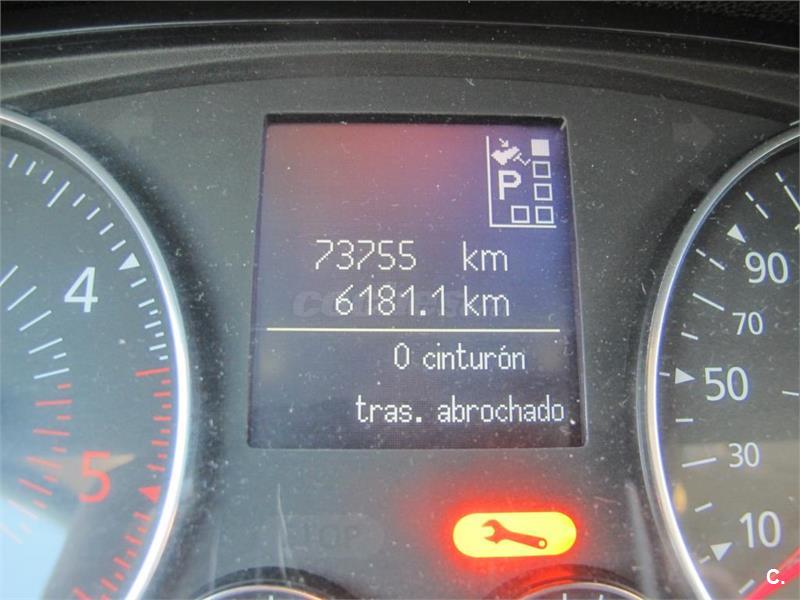 P
73755 km
6181.1 km
0 cinturón
tras. abrochado
4
5
90
70
50
30
10
C.